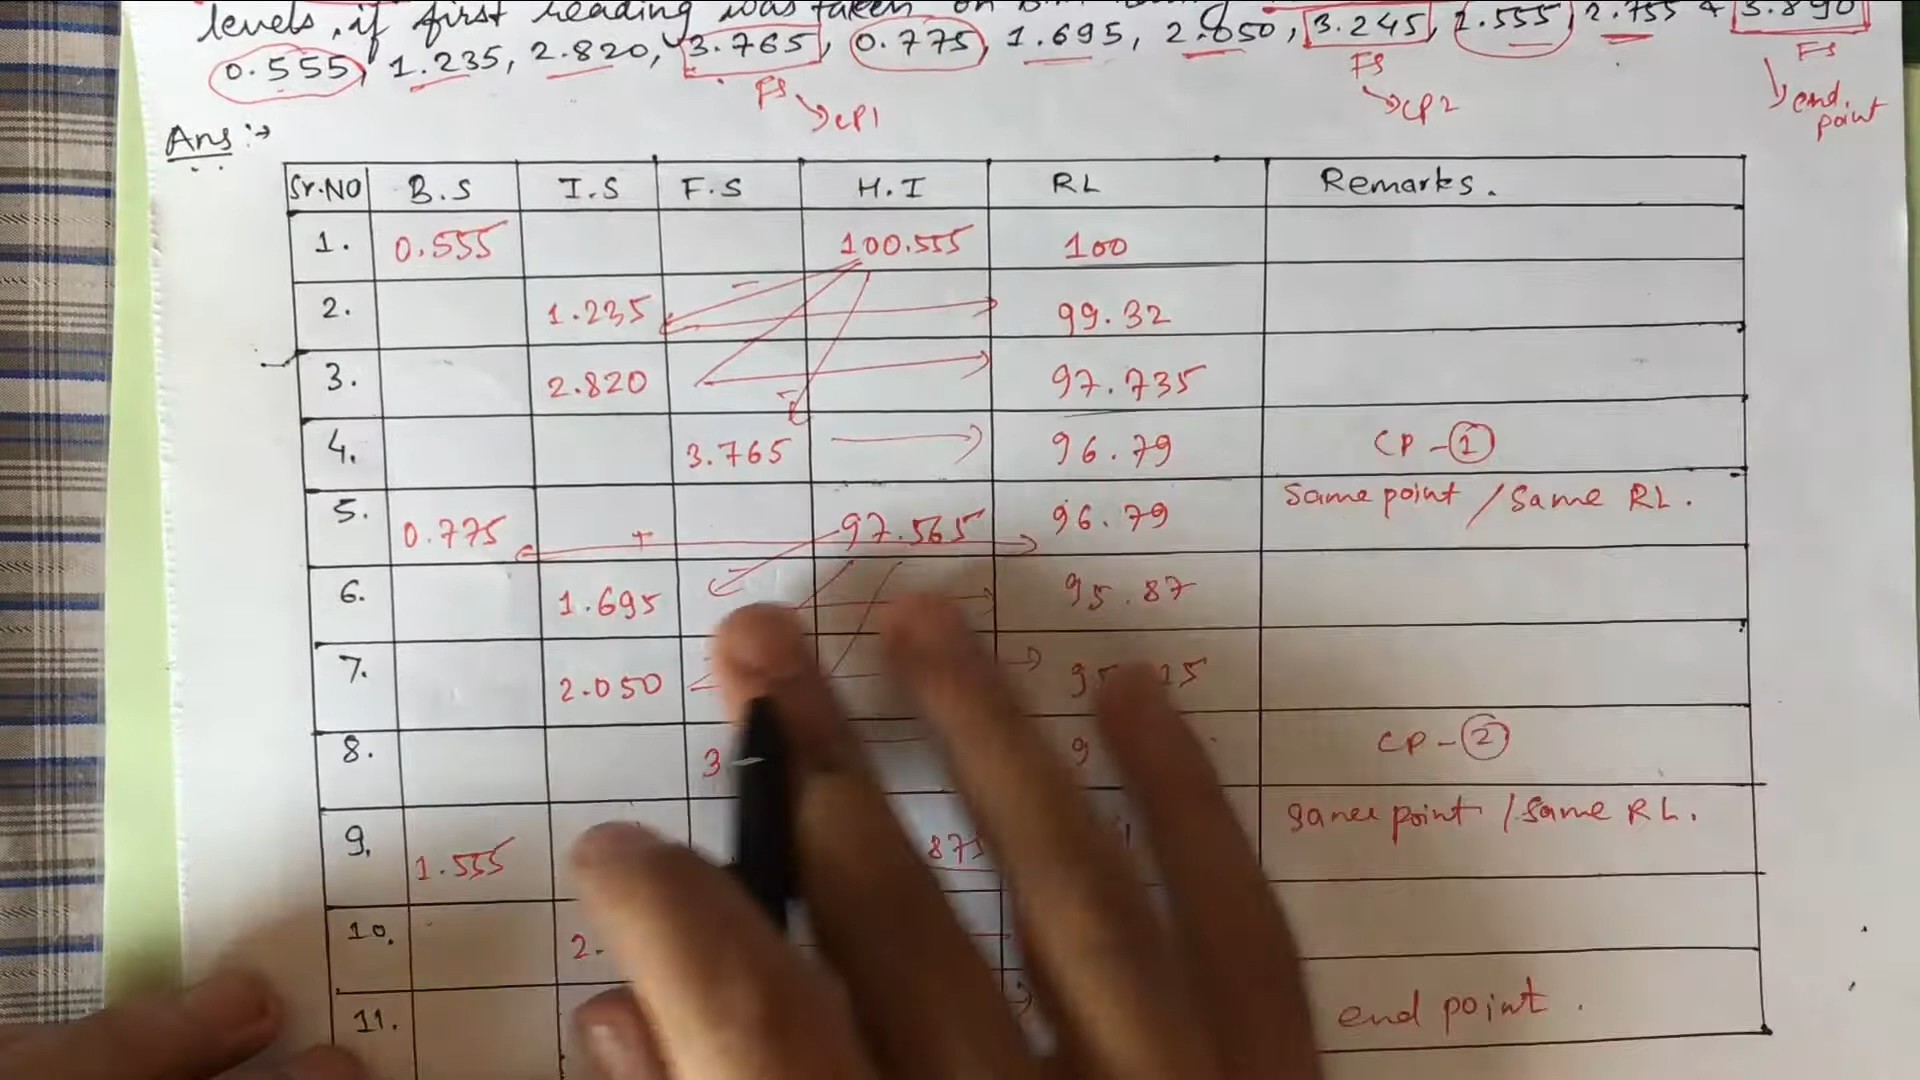 levels, if first reading was taken on
0.555, 1.235, 2.820, 3.765, 0.775, 1.695, 2.050, 3.245, 1.555, 2.755 & 3.890
FS FS FS
CP1 CP2 end point
Ans :→
Sr.NO B.S I.S F.S H.I RL Remarks.
1. 0.555 100.555 100
2. 1.235 − 99.32
3. 2.820 97.735
4. 3.765 96.79 CP-①
5. 0.775 + 97.565 96.79 Same point / Same RL.
6. 1.695 − 95.87
7. 2.050
8. CP-②
9. 1.555 Same point / Same RL.
10.
11. end point.